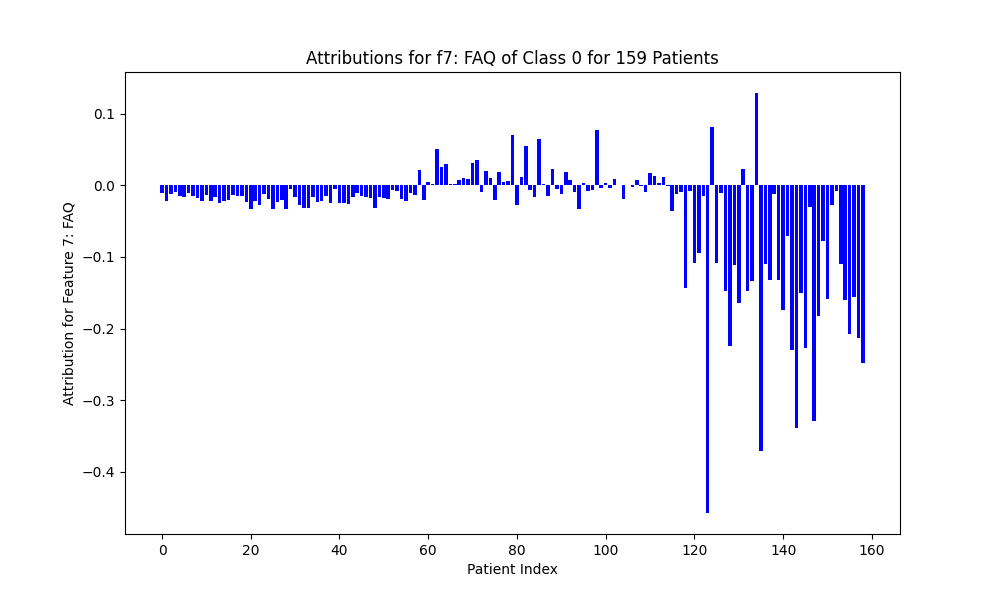 Attributions for f7: FAQ of Class 0 for 159 Patients
Attribution for Feature 7: FAQ
0.1
0.0
−0.1
−0.2
−0.3
−0.4
0 20 40 60 80 100 120 140 160
Patient Index